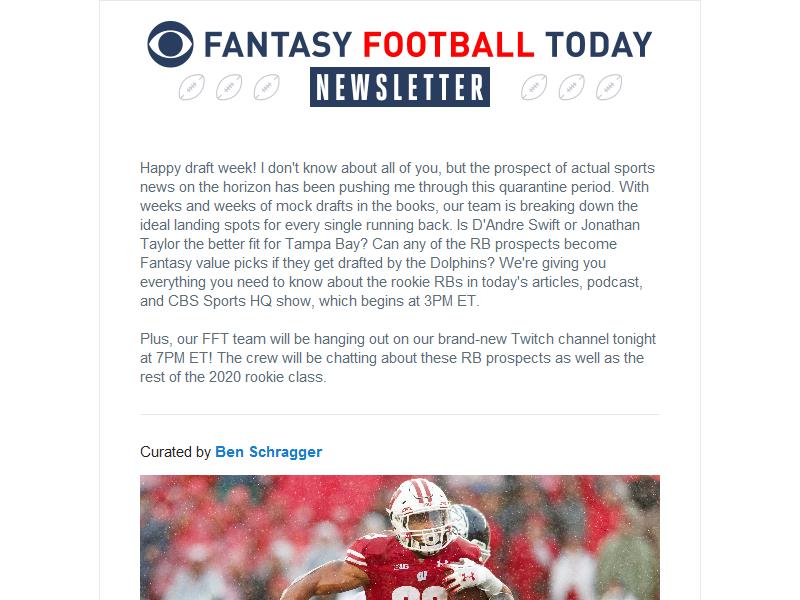 FANTASY FOOTBALL TODAY
NEWSLETTER
Happy draft week! I don't know about all of you, but the prospect of actual sports
news on the horizon has been pushing me through this quarantine period. With
weeks and weeks of mock drafts in the books, our team is breaking down the
ideal landing spots for every single running back. Is D'Andre Swift or Jonathan
Taylor the better fit for Tampa Bay? Can any of the RB prospects become
Fantasy value picks if they get drafted by the Dolphins? We're giving you
everything you need to know about the rookie RBs in today's articles, podcast,
and CBS Sports HQ show, which begins at 3PM ET.
Plus, our FFT team will be hanging out on our brand-new Twitch channel tonight
at 7PM ET! The crew will be chatting about these RB prospects as well as the
rest of the 2020 rookie class.
Curated by Ben Schragger